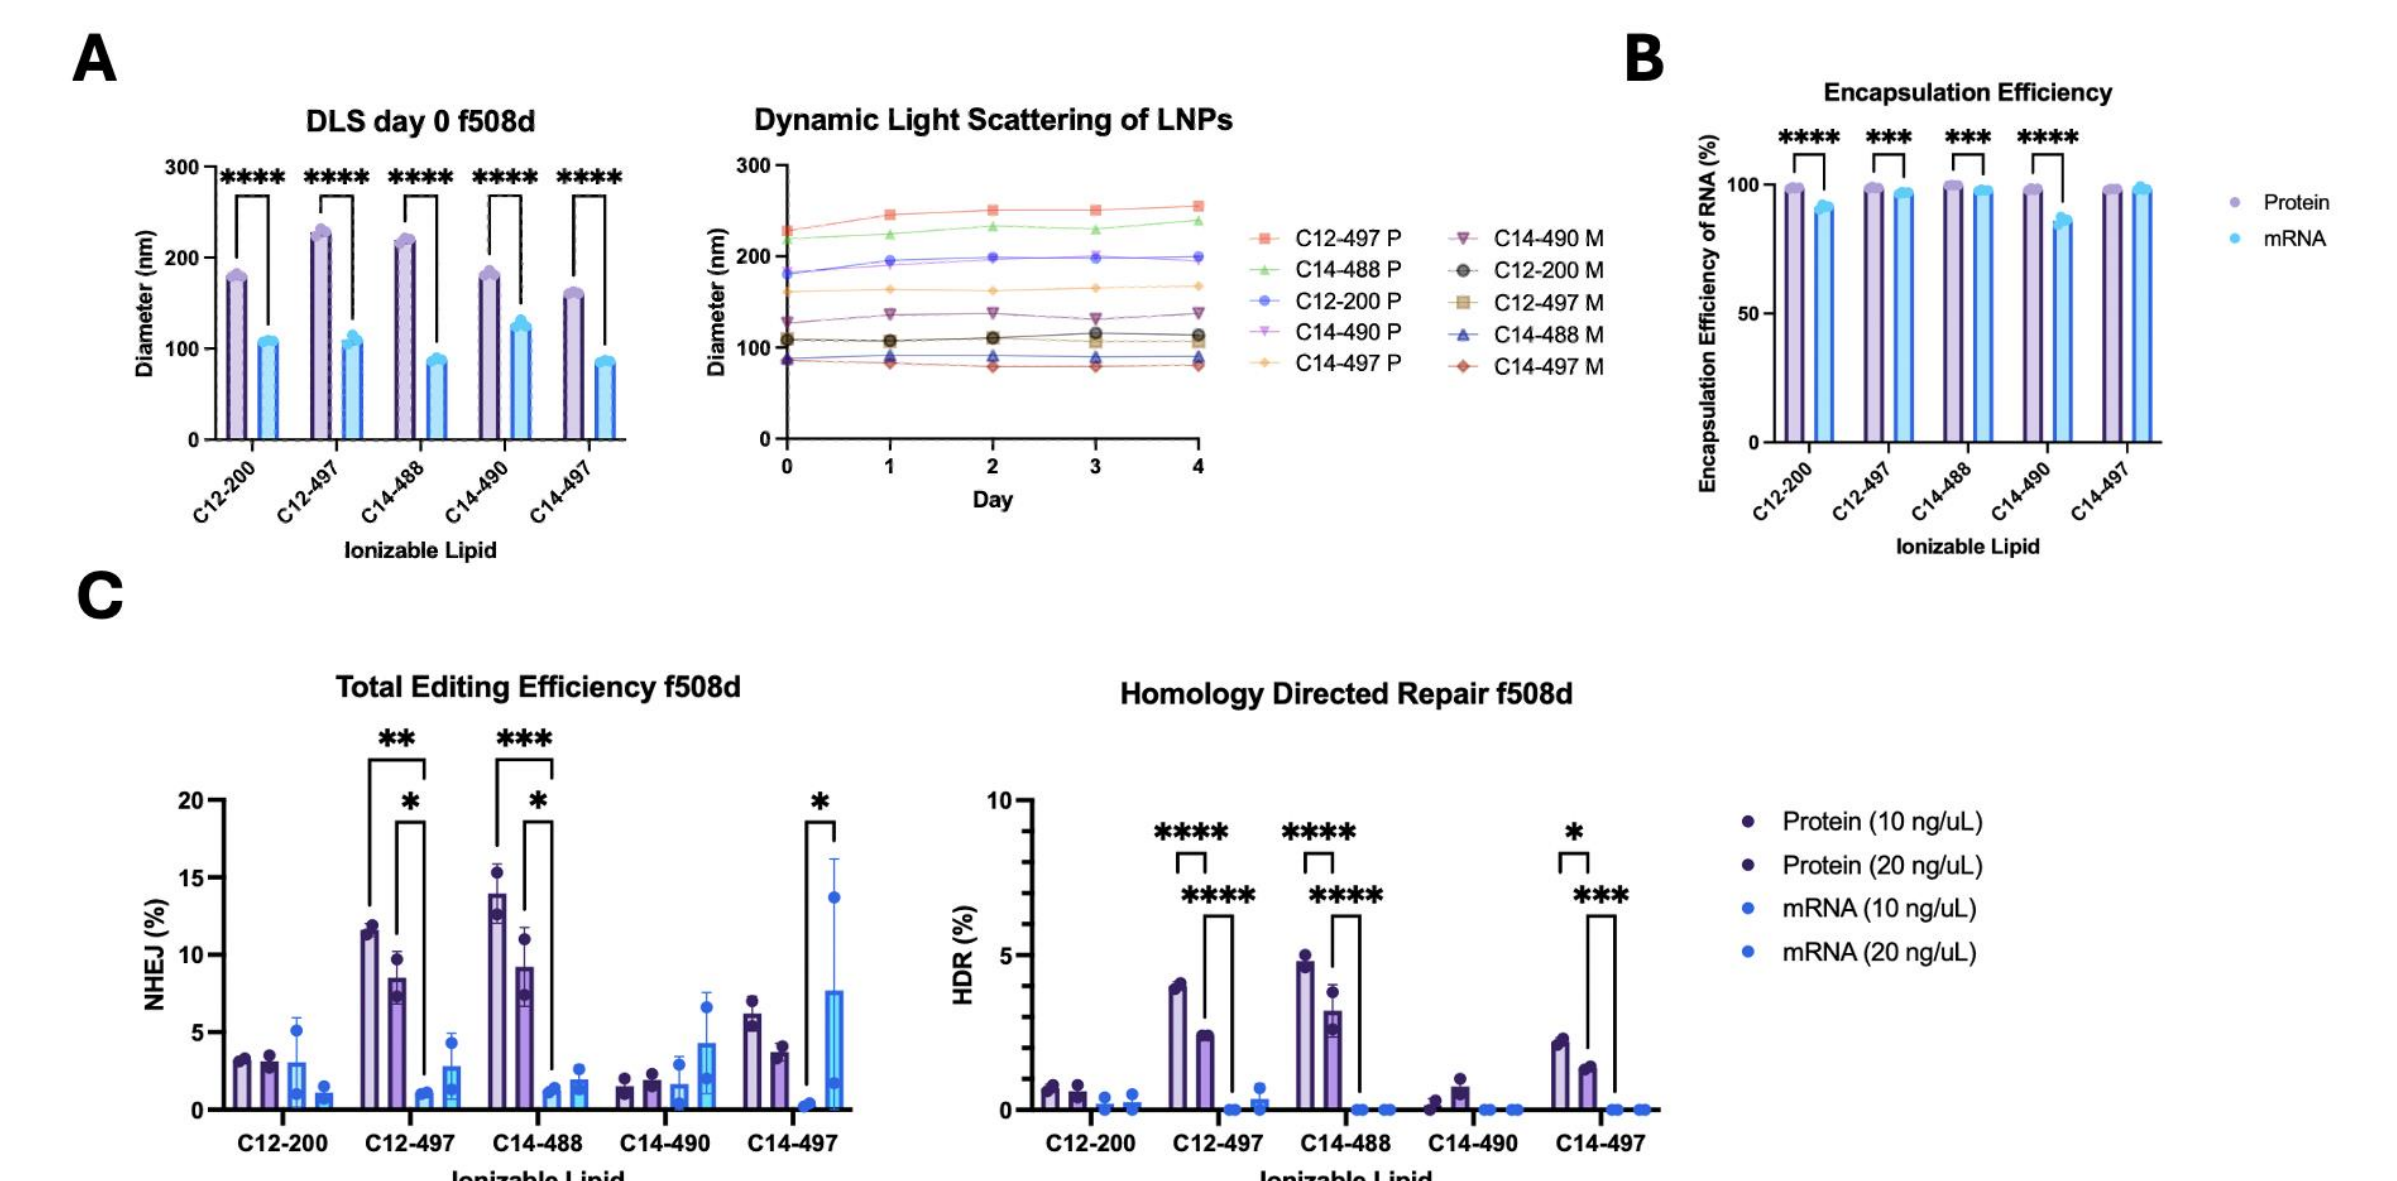 A
B
DLS day 0 f508d
Dynamic Light Scattering of LNPs
Encapsulation Efficiency
300
200
100
0
Diameter (nm)
**** **** **** **** ****
C12-200
C12-497
C14-488
C14-490
C14-497
Ionizable Lipid
300
200
100
0
Diameter (nm)
0 1 2 3 4
Day
C12-497 P
C14-488 P
C12-200 P
C14-490 P
C14-497 P
C14-490 M
C12-200 M
C12-497 M
C14-488 M
C14-497 M
Encapsulation Efficiency of RNA (%)
100
50
0
**** *** *** ****
C12-200
C12-497
C14-488
C14-490
C14-497
Ionizable Lipid
Protein
mRNA
C
Total Editing Efficiency f508d
** ***
* * *
20
15
10
5
0
NHEJ (%)
C12-200 C12-497 C14-488 C14-490 C14-497
Ionizable Lipid
Homology Directed Repair f508d
10
5
0
HDR (%)
**** **** *
**** **** ***
C12-200 C12-497 C14-488 C14-490 C14-497
Ionizable Lipid
Protein (10 ng/uL)
Protein (20 ng/uL)
mRNA (10 ng/uL)
mRNA (20 ng/uL)